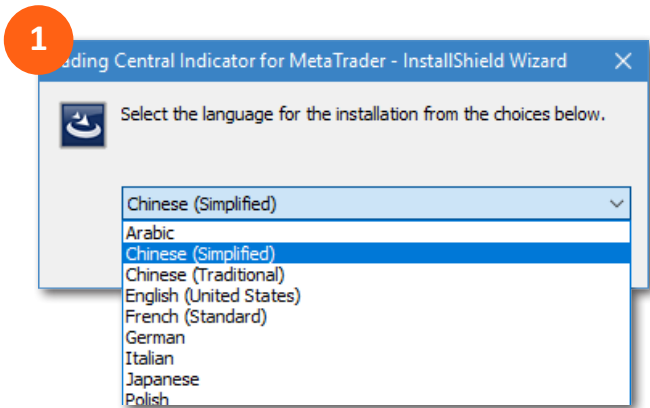 1
ding Central Indicator for MetaTrader - InstallShield Wizard
Select the language for the installation from the choices below.
Chinese (Simplified)
Arabic
Chinese (Simplified)
Chinese (Traditional)
English (United States)
French (Standard)
German
Italian
Japanese
Polish